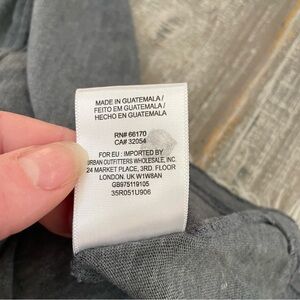 MADE IN GUATEMALA /
FEITO EM GUATEMALA /
HECHO EN GUATEMALA
RN# 66170
CA# 32054
FOR EU : IMPORTED BY
URBAN OUTFITTERS WHOLESALE, INC.
24 MARKET PLACE, 3RD. FLOOR
LONDON. UK W1W8AN
GB975119105
35R051U906